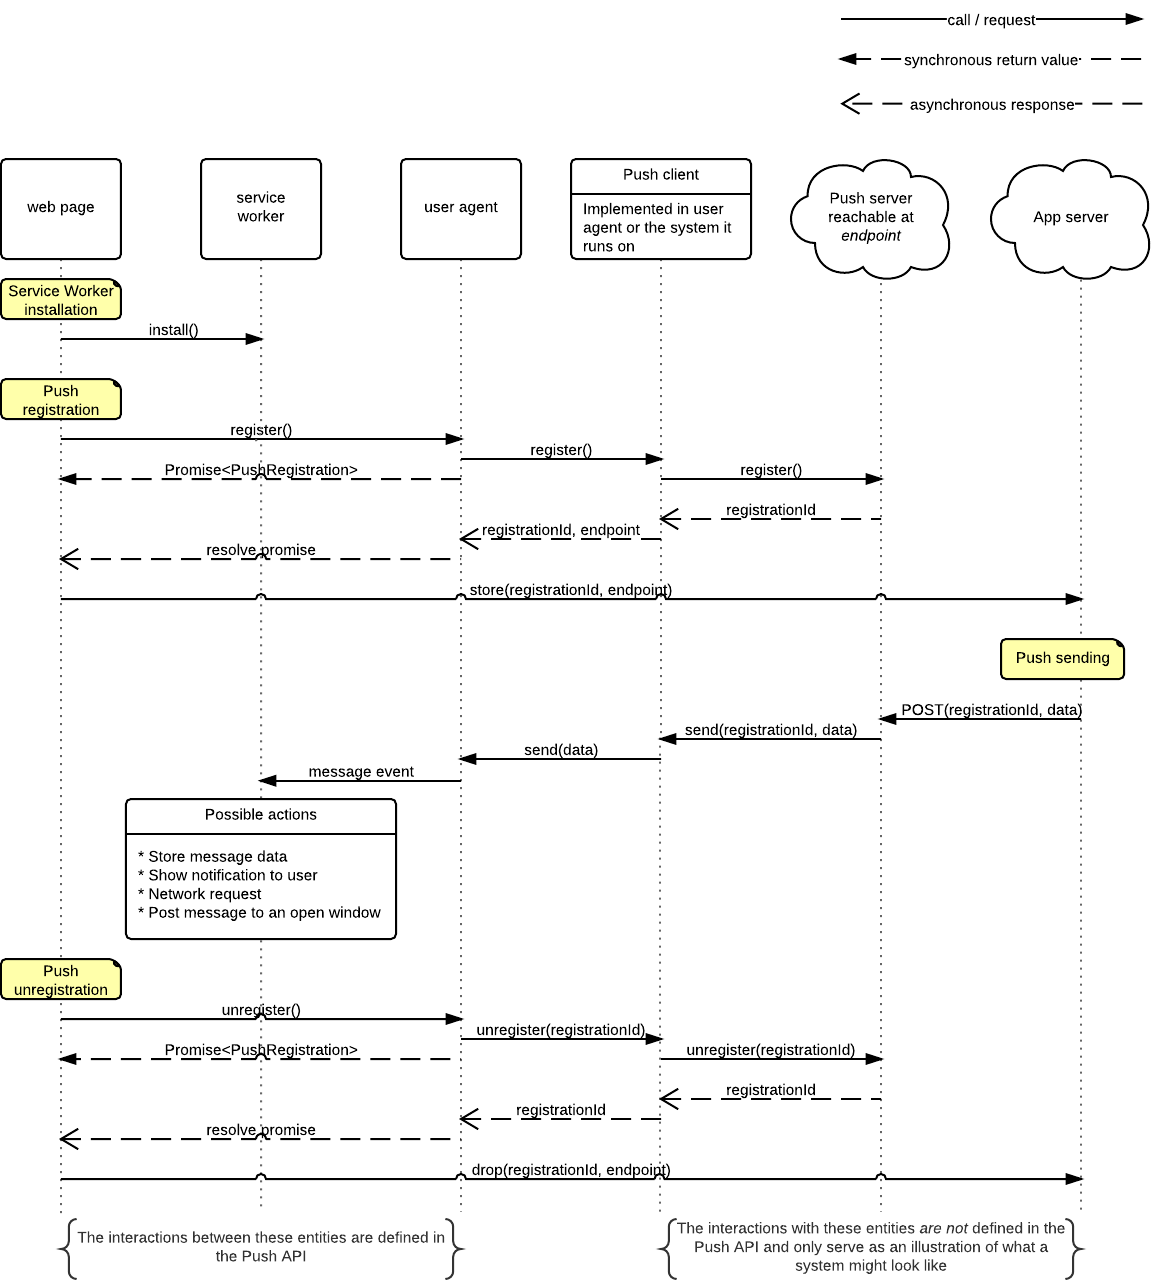 call / request
synchronous return value
asynchronous response
web page
service
worker
user agent
Push client
Implemented in user
agent or the system it
runs on
Push server
reachable at
endpoint
App server
Service Worker
installation
install()
Push
registration
register()
register()
Promise<PushRegistration>
register()
registrationId
registrationId, endpoint
resolve promise
store(registrationId, endpoint)
Push sending
POST(registrationId, data)
send(registrationId, data)
send(data)
message event
Possible actions
* Store message data
* Show notification to user
* Network request
* Post message to an open window
Push
unregistration
unregister()
unregister(registrationId)
Promise<PushRegistration>
unregister(registrationId)
registrationId
registrationId
resolve promise
drop(registrationId, endpoint)
The interactions between these entities are defined in
the Push API
The interactions with these entities are not defined in the
Push API and only serve as an illustration of what a
system might look like